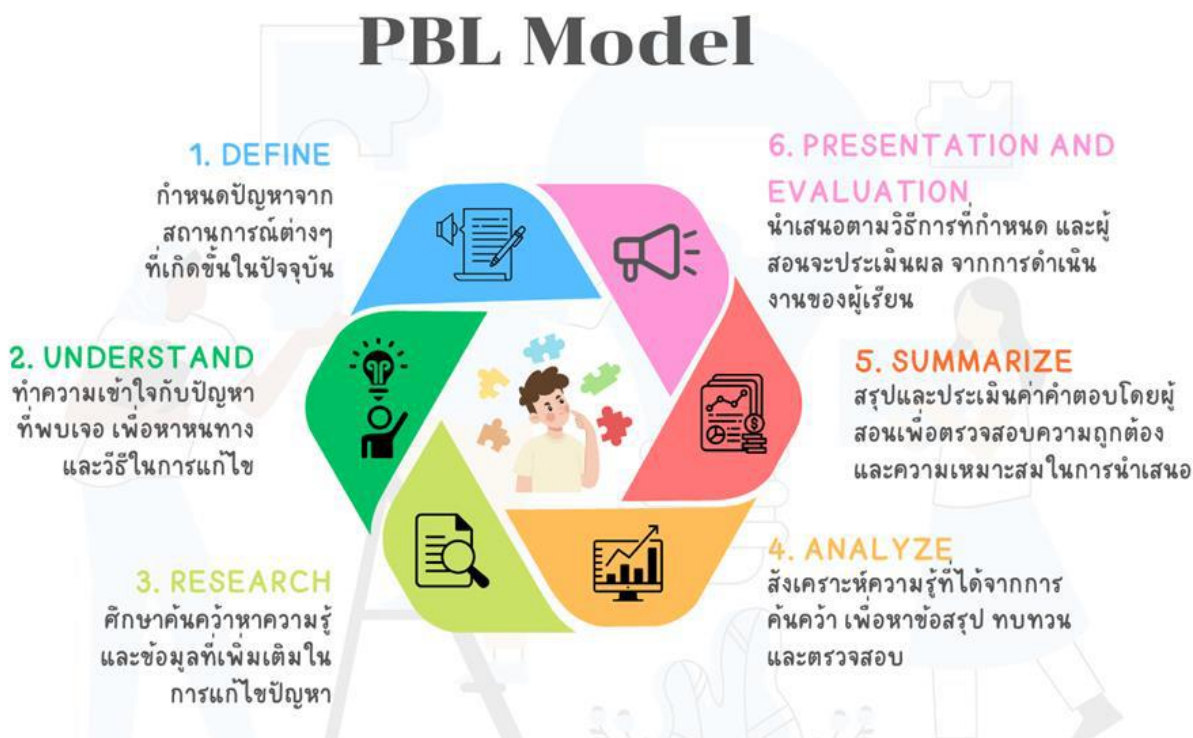 PBL Model
1. DEFINE
กำหนดปัญหาจาก
สถานการณ์ต่างๆ
ที่เกิดขึ้นในปัจจุบัน
2. UNDERSTAND
ทำความเข้าใจกับปัญหา
ที่พบเจอ เพื่อหาหนทาง
และวีธีในการแก้ไข
3. RESEARCH
ศึกษาค้นคว้าหาความรู้
และข้อมูลที่เพิ่มเติมใน
การแก้ไขปัญหา
4. ANALYZE
สังเคราะห์ความรู้ที่ได้จากการ
ค้นคว้า เพื่อหาข้อสรุป ทบทวน
และตรวจสอบ
5. SUMMARIZE
สรุปและประเมินค่าคำตอบโดยผู้
สอนเพื่อตรวจสอบความถูกต้อง
และความเหมาะสมในการนำเสนอ
6. PRESENTATION AND
EVALUATION
นำเสนอตามวิธีการที่กำหนด และผู้
สอนจะประเมินผล จากการดำเนิน
งานของผู้เรียน